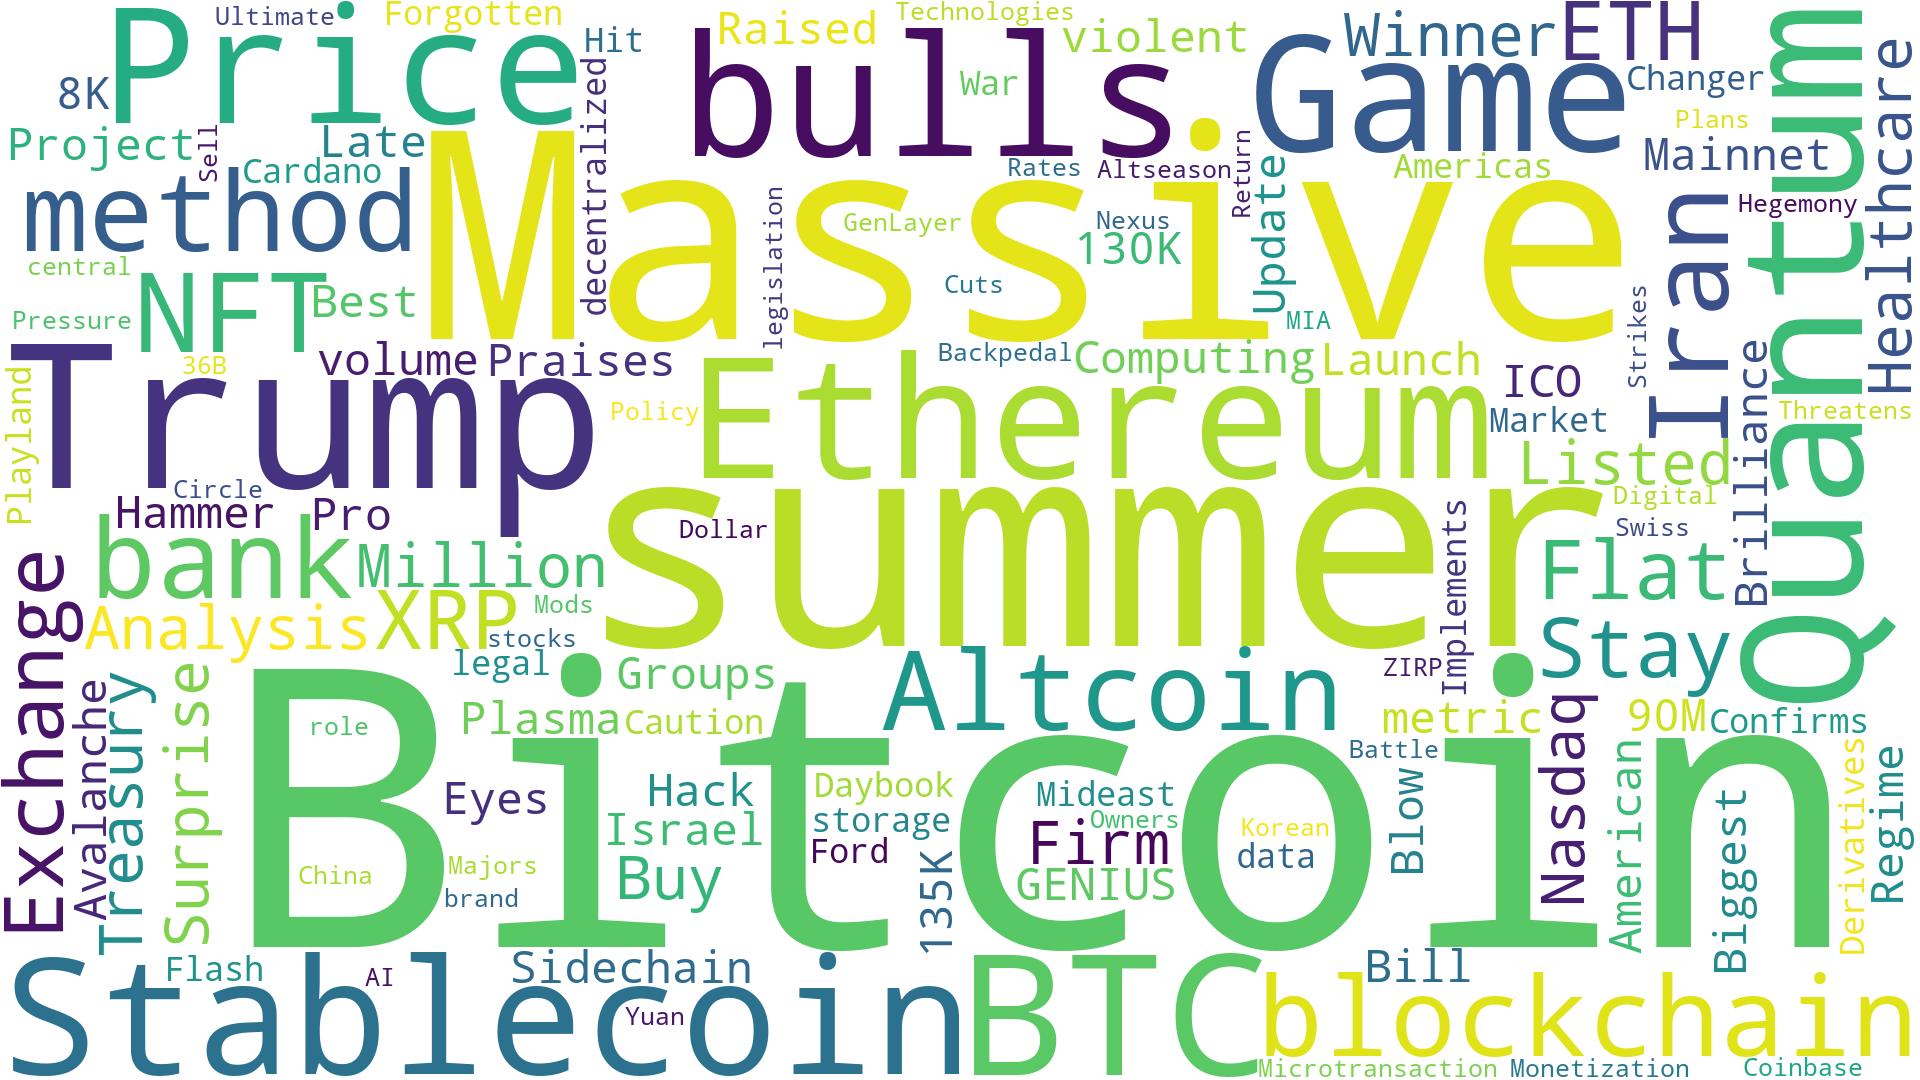 Ultimate
Forgotten
Technologies
Price
Hit
Raised
bulls
violent
Winner
ETH
Game
8K
War
Changer
Quantum
Healthcare
decentralized
Project
Sell
Late
Cardano
Massive
Plans
Mainnet
Rates
Altseason
Return
Americas
method
legislation
GenLayer
Nexus
130K
Update
Iran
Hegemony
central
NFT
Best
Cuts
Pressure
MIA
Strikes
36B
volume
Praises
Backpedal
Computing
Launch
ICO
Brilliance
Playland
Trump
Policy
Ethereum
Market
Threatens
Listed
Circle
Hammer
Pro
Dollar
summer
Implements
Digital
Swiss
Exchange
bank
Million
Flat
Mods
Analysis
XRP
stocks
Stay
legal
Groups
Altcoin
ZIRP
Avalanche
Treasury
Surprise
Bitcoin
role
Plasma
Caution
metric
Nasdaq
90M
Confirms
Battle
American
Biggest
Derivatives
Regime
Eyes
Hack
Daybook
Mideast
Blow
Israel
storage
Owners
Korean
Ford
Firm
data
China
Majors
Buy
135K
GENIUS
brand
Stablecoin
Flash
AI
Sidechain
BTC
Bill
blockchain
Yuan
Microtransaction
Monetization
Coinbase